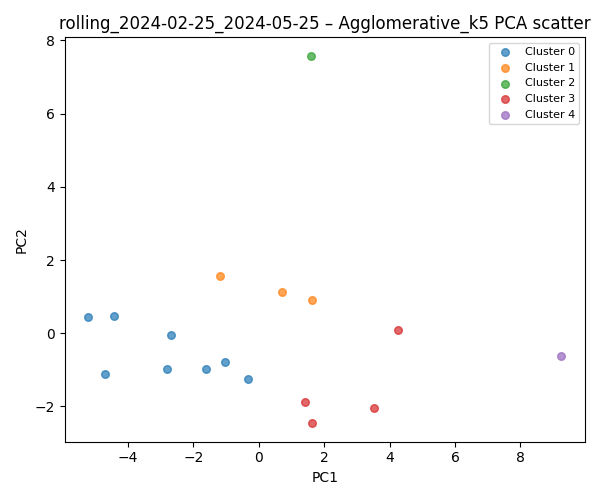 rolling_2024-02-25_2024-05-25 – Agglomerative_k5 PCA scatter
Cluster 0
Cluster 1
Cluster 2
Cluster 3
Cluster 4
8
6
4
2
0
−2
PC2
−4
−2
0
2
4
6
8
PC1